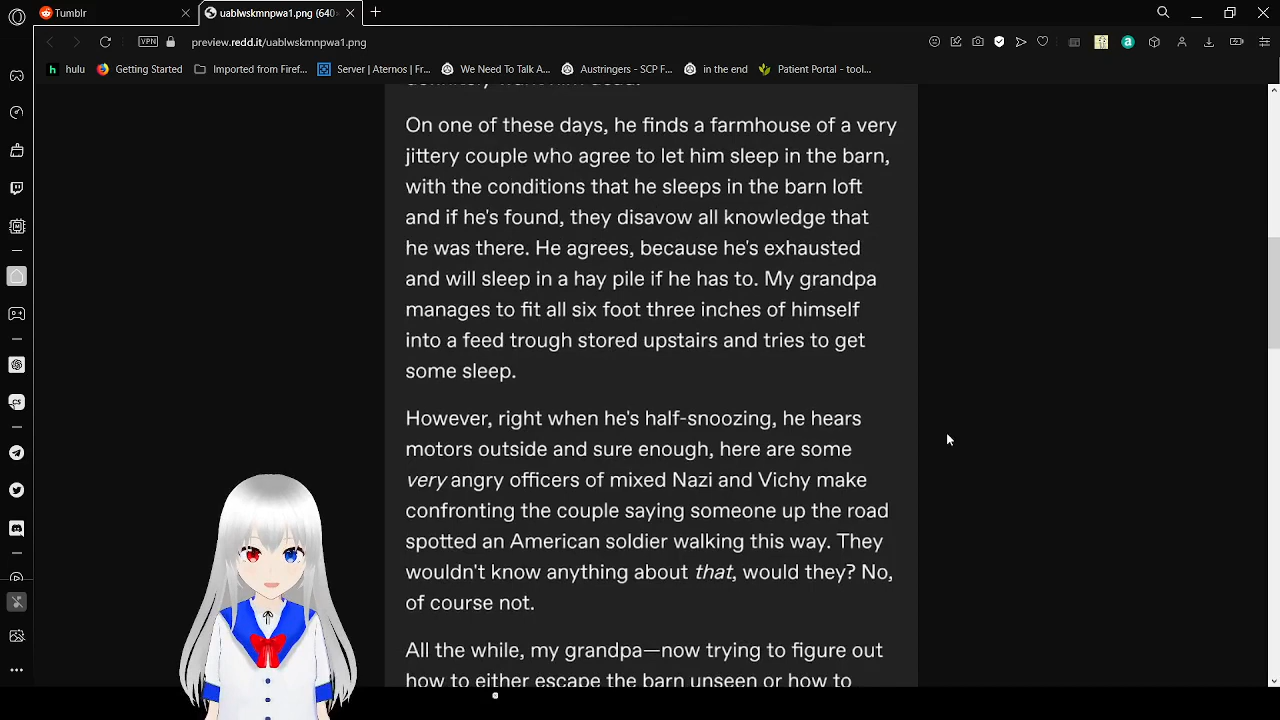 Tumblr
uablwskmnpwa1.png (640
VPN
preview.redd.it/uablwskmnpwa1.png
hulu
Getting Started
Imported from Firef...
Server | Aternos | Fr...
We Need To Talk A...
Austringers - SCP F...
in the end
Patient Portal - tool...
definitely want him dead.
On one of these days, he finds a farmhouse of a very
jittery couple who agree to let him sleep in the barn,
with the conditions that he sleeps in the barn loft
and if he's found, they disavow all knowledge that
he was there. He agrees, because he's exhausted
and will sleep in a hay pile if he has to. My grandpa
manages to fit all six foot three inches of himself
into a feed trough stored upstairs and tries to get
some sleep.
However, right when he's half-snoozing, he hears
motors outside and sure enough, here are some
very angry officers of mixed Nazi and Vichy make
confronting the couple saying someone up the road
spotted an American soldier walking this way. They
wouldn't know anything about that, would they? No,
of course not.
All the while, my grandpa—now trying to figure out
how to either escape the barn unseen or how to